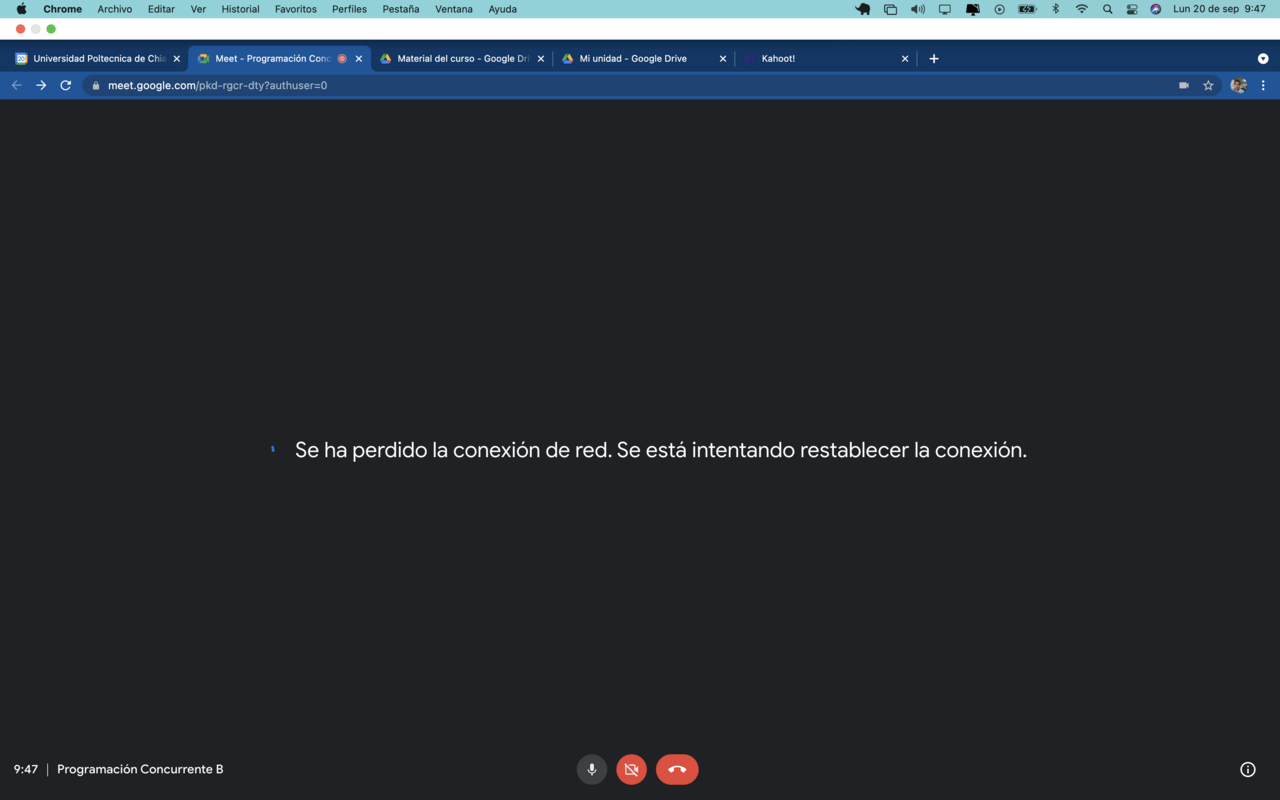 Chrome Archivo Editar Ver Historial Favoritos Perfiles Pestaña Ventana Ayuda Lun 20 de sep 9:47
Universidad Poltecnica de Chia Meet - Programación Conc Material del curso - Google Dri Mi unidad - Google Drive Kahoot!
meet.google.com/pkd-rgcr-dty?authuser=0
Se ha perdido la conexión de red. Se está intentando restablecer la conexión.
9:47 | Programación Concurrente B